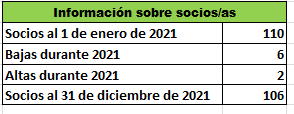 Información sobre socios/as
Socios al 1 de enero de 2021 110
Bajas durante 2021 6
Altas durante 2021 2
Socios al 31 de diciembre de 2021 106